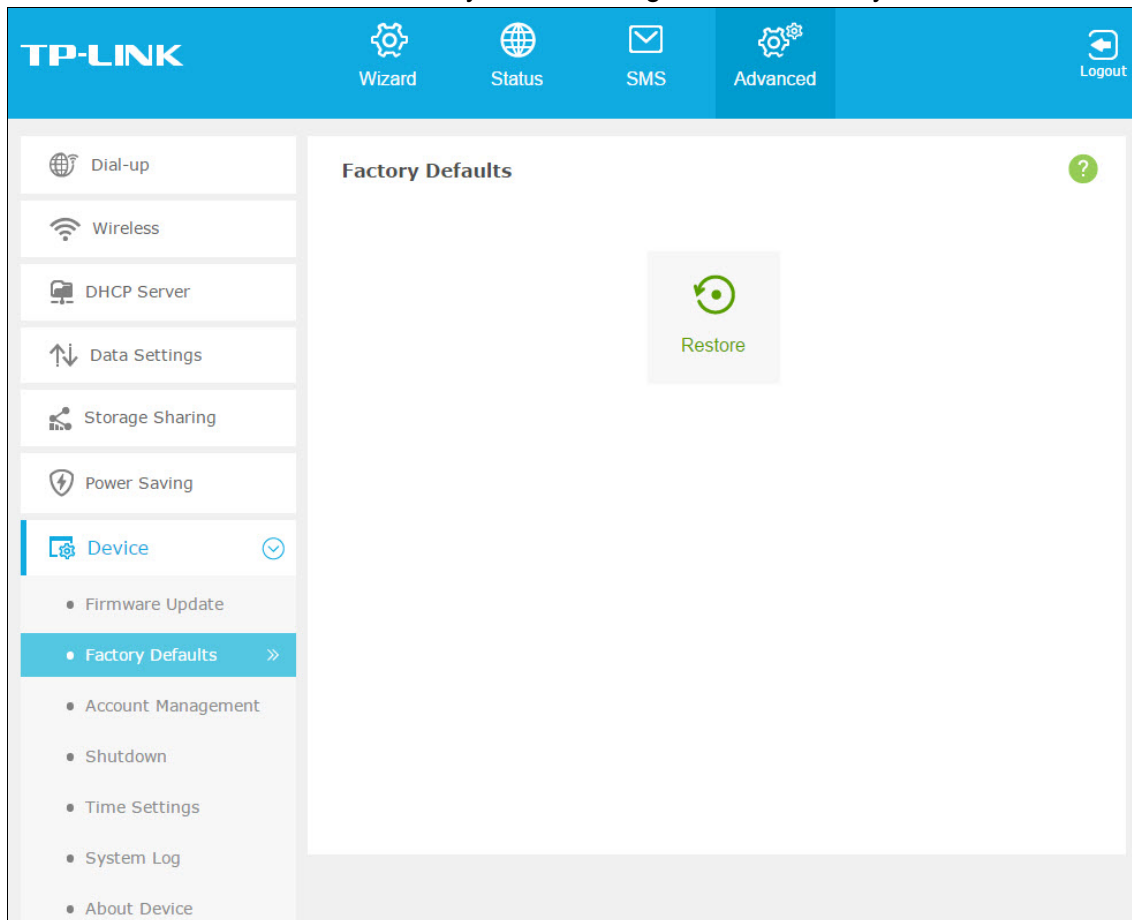 TP-LINK
Wizard
Status
SMS
Advanced
Logout
Dial-up
Wireless
DHCP Server
Data Settings
Storage Sharing
Power Saving
Device
Firmware Update
Factory Defaults
Account Management
Shutdown
Time Settings
System Log
About Device
Factory Defaults
?
Restore